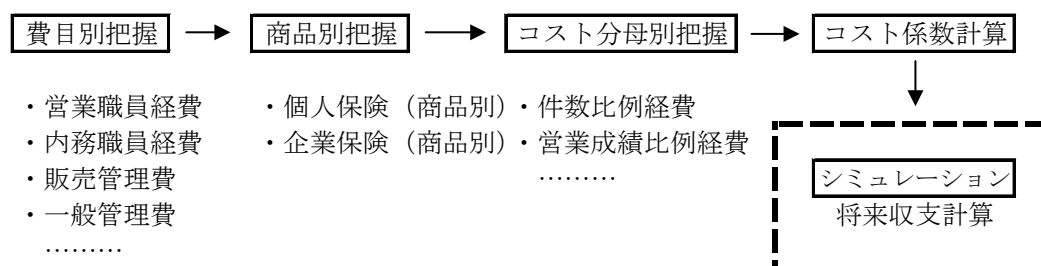 費目別把握
商品別把握
コスト分母別把握
コスト係数計算
・営業職員経費
・内務職員経費
・販売管理費
・一般管理費
………
・個人保険（商品別）
・企業保険（商品別）
・件数比例経費
・営業成績比例経費
………
シミュレーション
将来収支計算